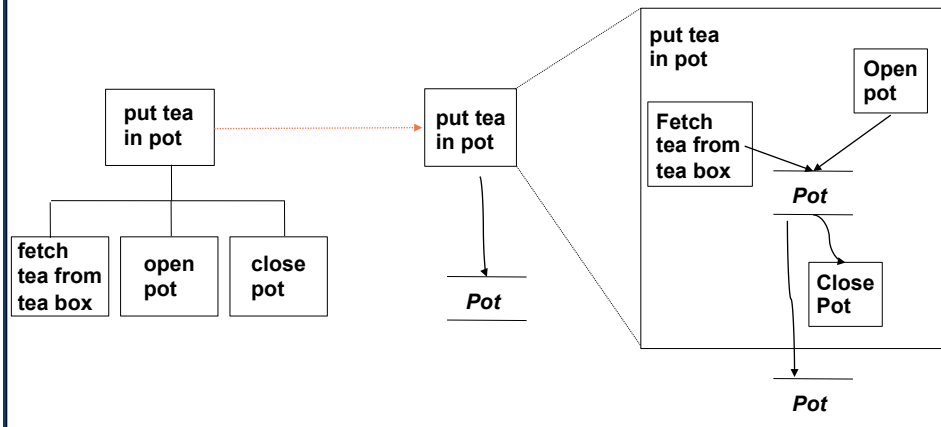 put tea
in pot
fetch
tea from
tea box
open
pot
close
pot
put tea
in pot
Pot
put tea
in pot
Open
pot
Fetch
tea from
tea box
Pot
Close
Pot
Pot